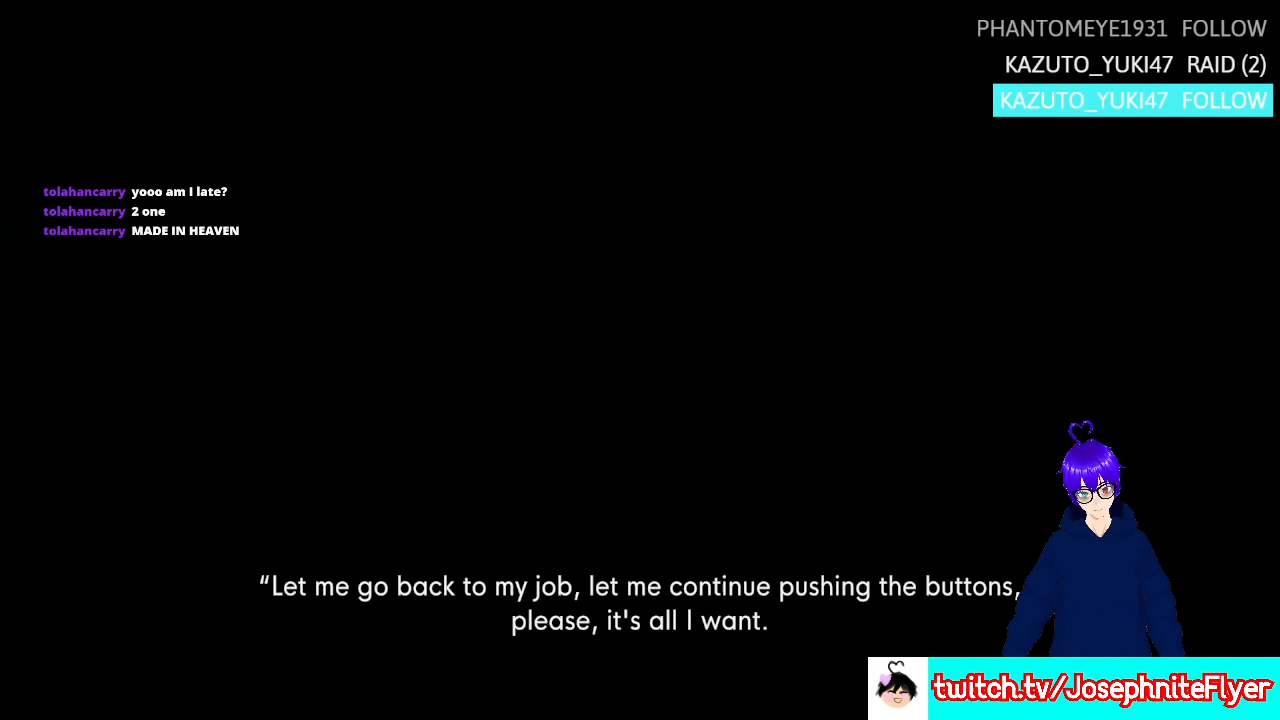 PHANTOMEYE1931 FOLLOW
KAZUTO_YUKI47 RAID (2)
KAZUTO_YUKI47 FOLLOW
tolahancarry yooo am I late?
tolahancarry 2 one
tolahancarry MADE IN HEAVEN
“Let me go back to my job, let me continue pushing the buttons,
please, it's all I want.
twitch.tv/JosephniteFlyer